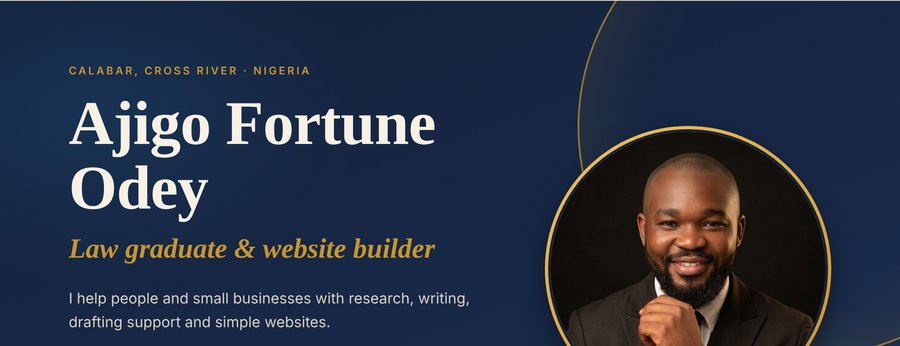 CALABAR, CROSS RIVER · NIGERIA
Ajigo Fortune
Odey
Law graduate & website builder
I help people and small businesses with research, writing,
drafting support and simple websites.